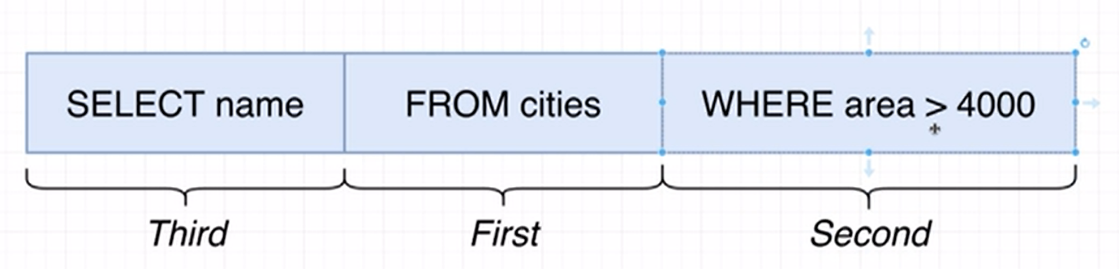 SELECT name FROM cities WHERE area > 4000
Third First Second